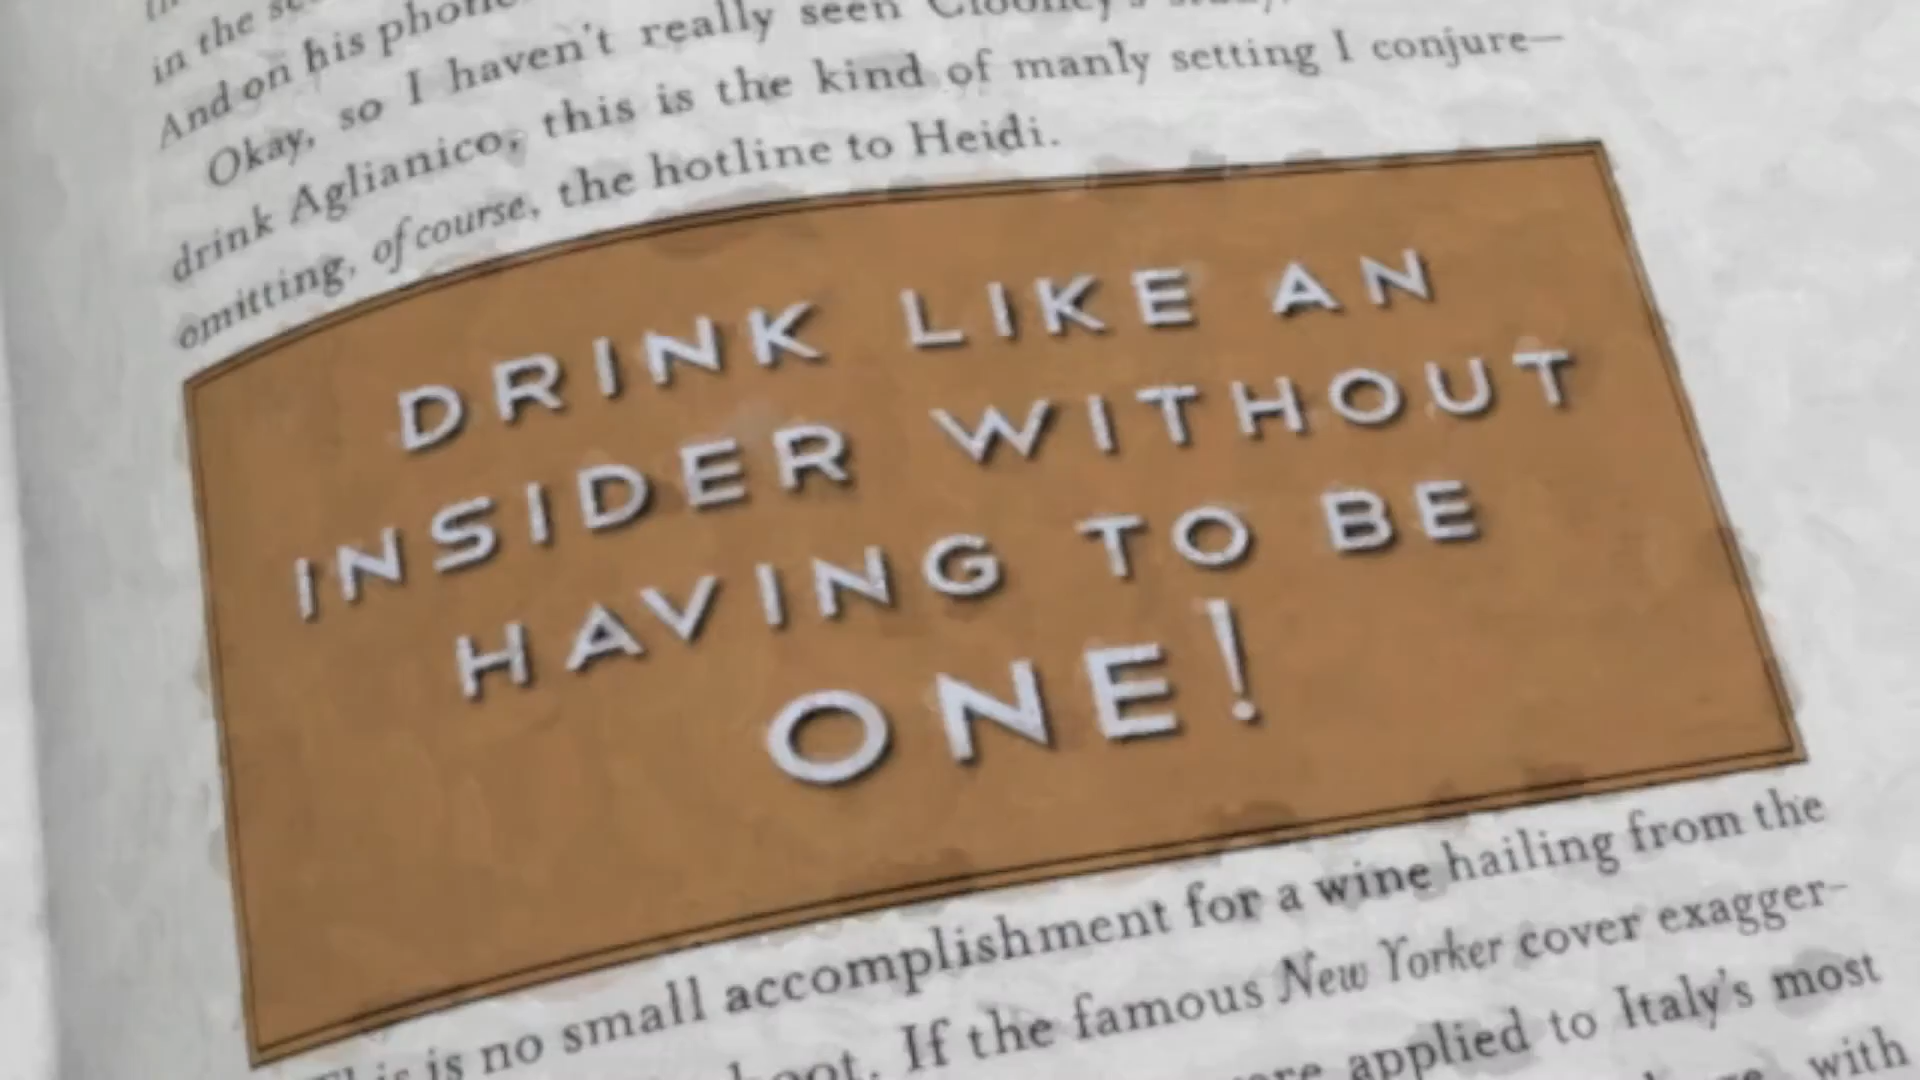 in the
And on his phone
Okay, so I haven't really seen Clooney's study,
drink Aglianico, this is the kind of manly setting I conjure—
omitting, of course, the hotline to Heidi.
DRINK LIKE AN
INSIDER WITHOUT
HAVING TO BE
ONE!
This is no small accomplishment for a wine hailing from the
If the famous New Yorker cover exagger-
applied to Italy's most
with